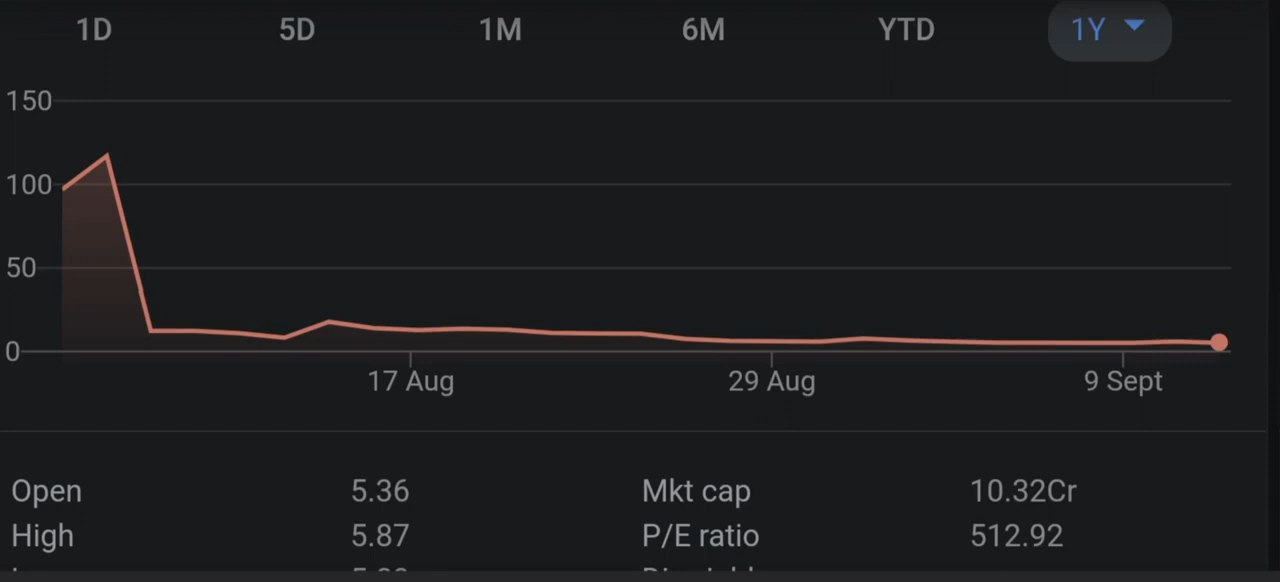 1D 5D 1M 6M YTD 1Y
150
100
50
0
17 Aug 29 Aug 9 Sept
Open 5.36 Mkt cap 10.32Cr
High 5.87 P/E ratio 512.92